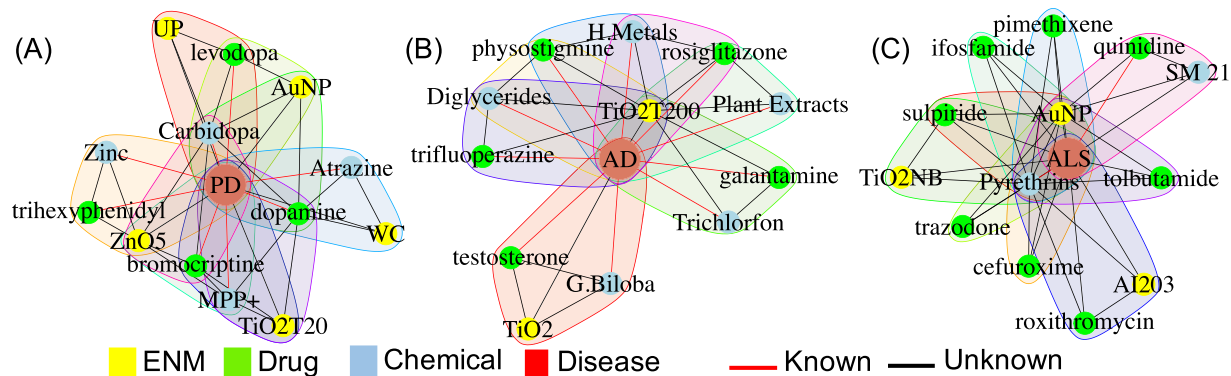 (A)
UP
levodopa
AuNP
Carbidopa
Zinc
Atrazine
PD
trihexyphenidyl
dopamine
ZnO5
WC
bromocriptine
MPP+
TiO2T20
(B)
H.Metals
physostigmine
rosiglitazone
Diglycerides
TiO2T200
Plant Extracts
trifluoperazine
AD
galantamine
Trichlorfon
testosterone
G.Biloba
TiO2
(C)
pimethixene
ifosfamide
quinidine
SM 21
sulpiride
AuNP
ALS
TiO2NB
Pyrethrins
tolbutamide
trazodone
cefuroxime
AI203
roxithromycin
ENM Drug Chemical Disease Known Unknown